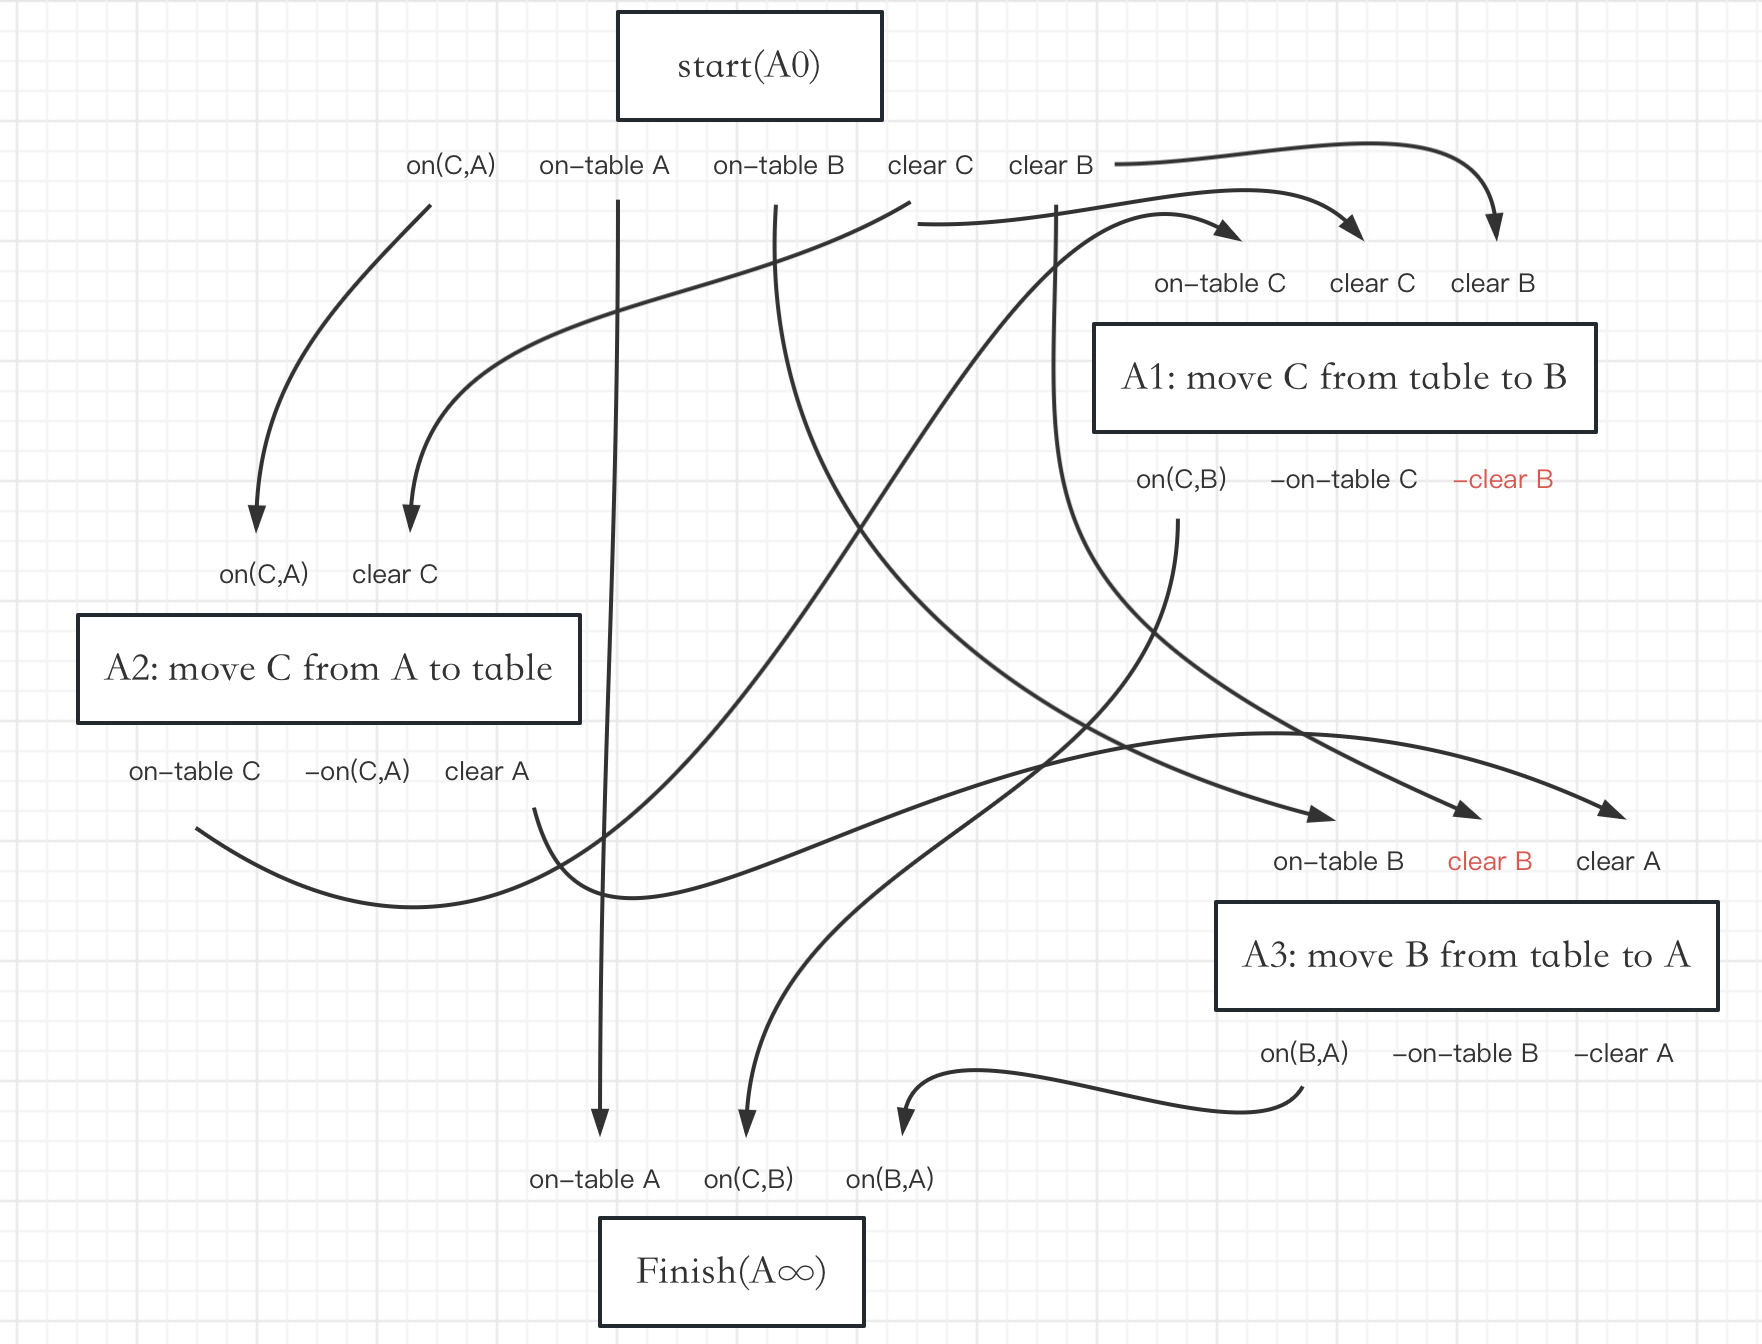 start(A0)
on(C,A) on-table A on-table B clear C clear B
on-table C clear C clear B
A1: move C from table to B
on(C,B) -on-table C -clear B
on(C,A) clear C
A2: move C from A to table
on-table C -on(C,A) clear A
on-table B clear B clear A
A3: move B from table to A
on(B,A) -on-table B -clear A
on-table A on(C,B) on(B,A)
Finish(A∞)